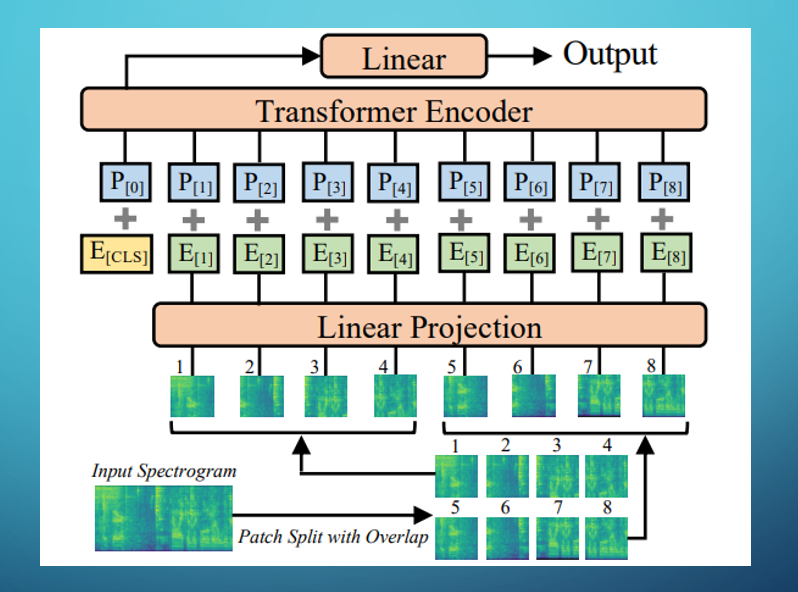 Linear
Output
Transformer Encoder
P[0] P[1] P[2] P[3] P[4] P[5] P[6] P[7] P[8]
+ + + + + + + + +
E[CLS] E[1] E[2] E[3] E[4] E[5] E[6] E[7] E[8]
Linear Projection
1 2 3 4 5 6 7 8
1 2 3 4
Input Spectrogram
5 6 7 8
Patch Split with Overlap